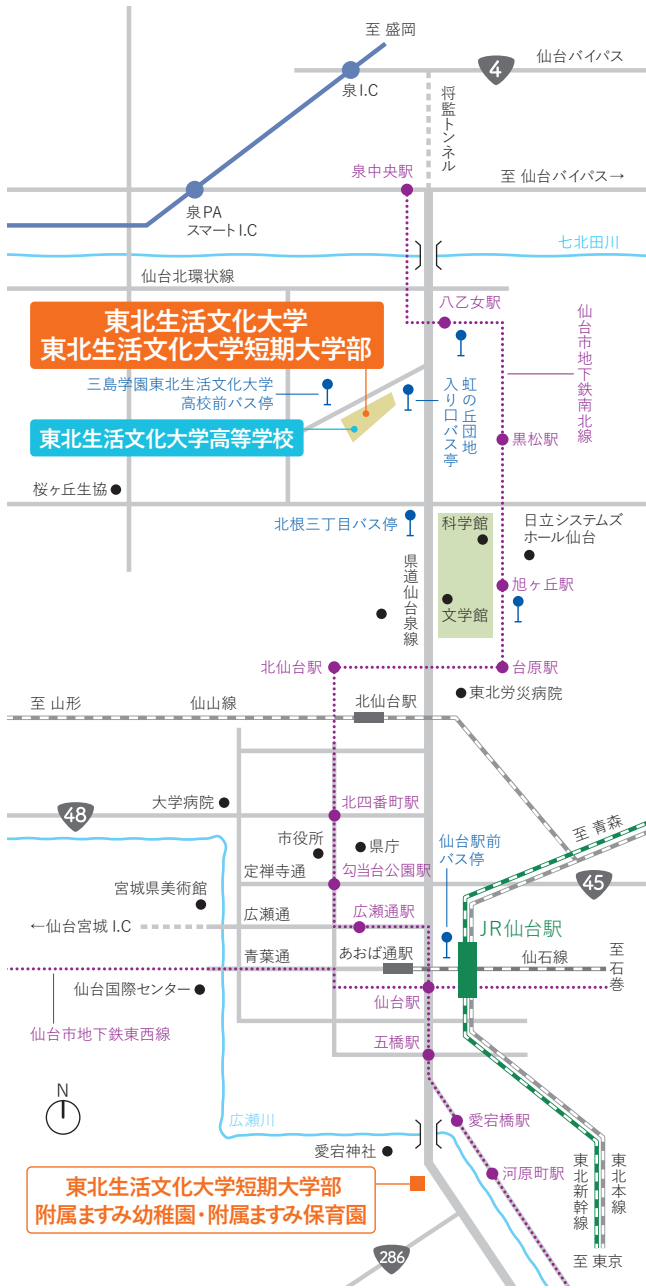 至 盛岡
仙台バイパス
4
泉I.C
将監トンネル
泉中央駅
至 仙台バイパス→
泉PA
スマートI.C
七北田川
仙台北環状線
八乙女駅
仙台市地下鉄南北線
東北生活文化大学
東北生活文化大学短期大学部
三島学園東北生活文化大学
高校前バス停
虹の丘団地
入り口バス亭
東北生活文化大学高等学校
黒松駅
桜ヶ丘生協
北根三丁目バス停
科学館
日立システムズ
ホール仙台
県道仙台泉線
旭ヶ丘駅
文学館
北仙台駅
台原駅
東北労災病院
至 山形
仙山線
北仙台駅
大学病院
48
北四番町駅
至 青森
市役所
県庁
仙台駅前
バス停
定禅寺通
勾当台公園駅
45
宮城県美術館
広瀬通
広瀬通駅
←仙台宮城 I.C
JR仙台駅
青葉通
あおば通駅
仙石線
至石巻
仙台国際センター
仙台駅
仙台市地下鉄東西線
五橋駅
N
広瀬川
愛宕橋駅
愛宕神社
河原町駅
東北新幹線
東北本線
東北生活文化大学短期大学部
附属ますみ幼稚園・附属ますみ保育園
286
至 東京